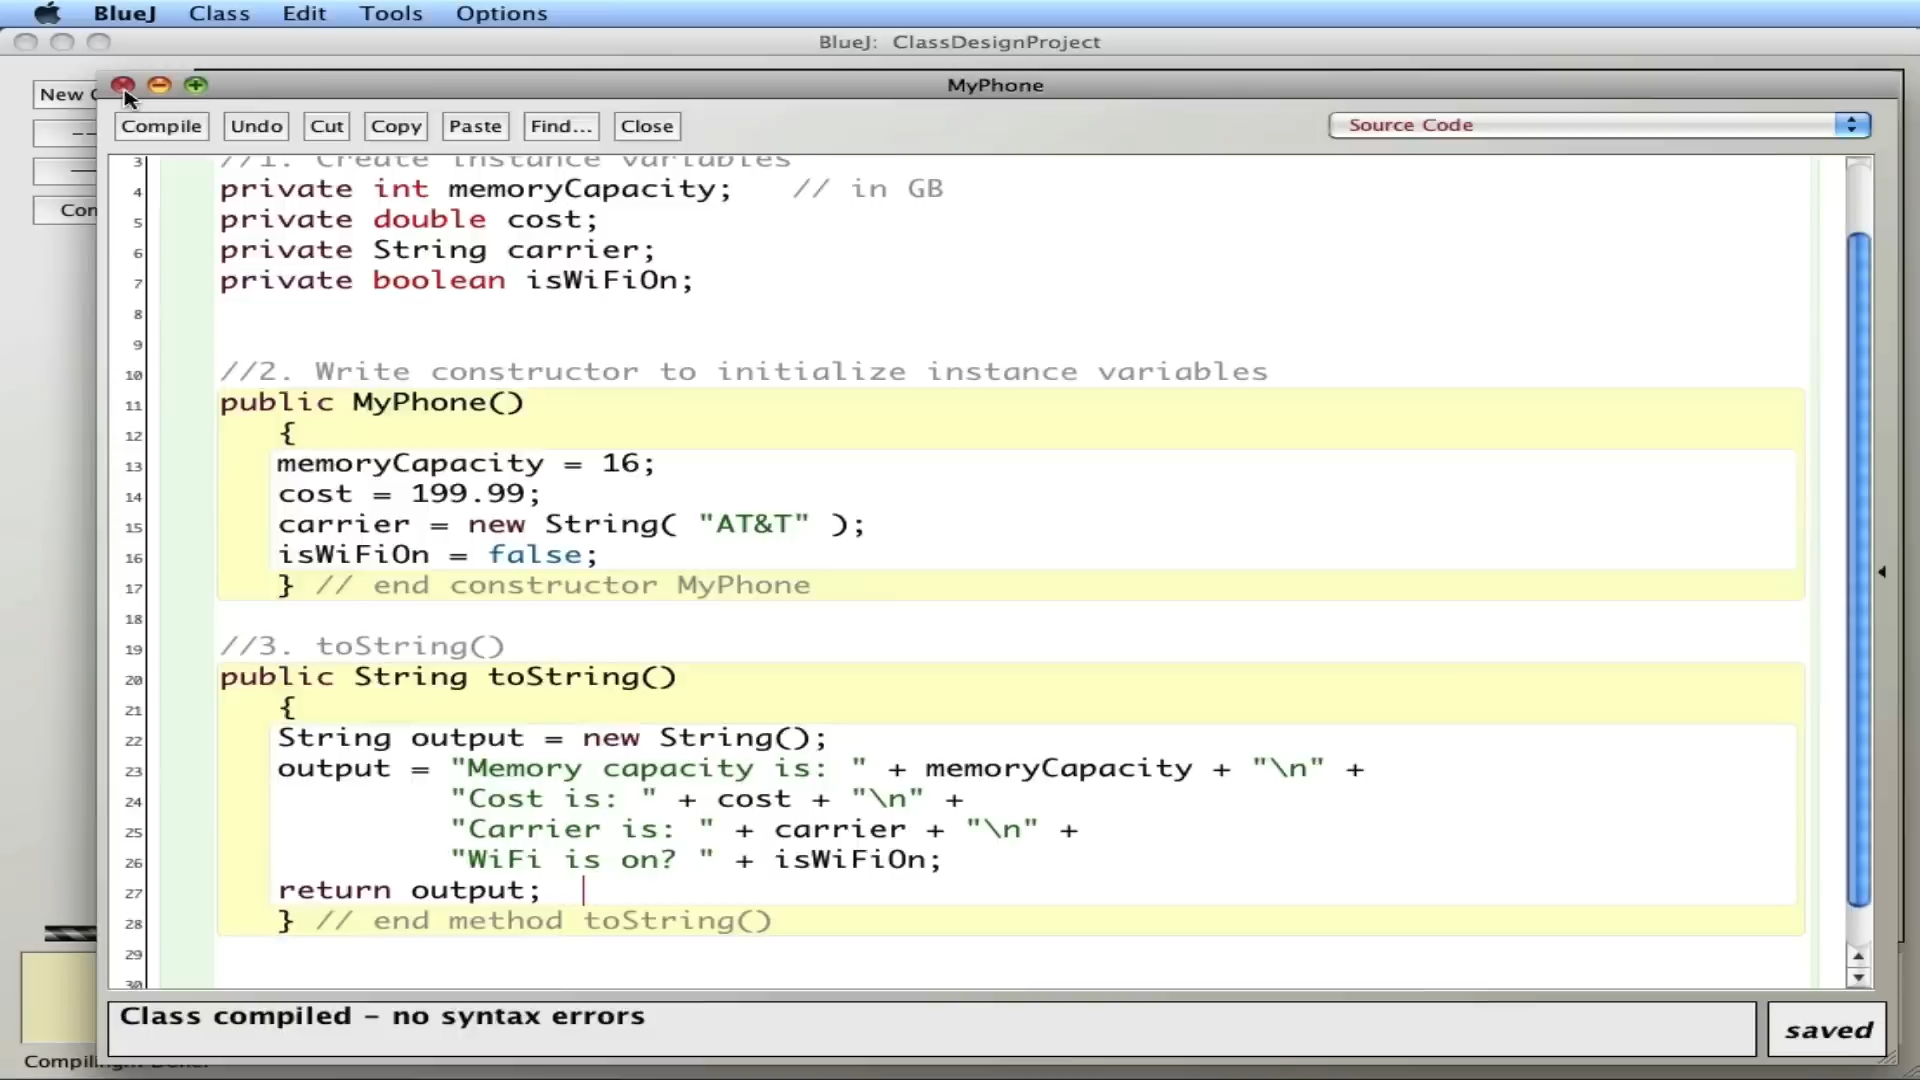 BlueJ Class Edit Tools Options
BlueJ: ClassDesignProject
New
MyPhone
Compile Undo Cut Copy Paste Find... Close Source Code
3 //1. Create instance variables
4 private int memoryCapacity; // in GB
5 private double cost;
6 private String carrier;
7 private boolean isWiFiOn;
8
9
10 //2. Write constructor to initialize instance variables
11 public MyPhone()
12 {
13 memoryCapacity = 16;
14 cost = 199.99;
15 carrier = new String( "AT&T" );
16 isWiFiOn = false;
17 } // end constructor MyPhone
18
19 //3. toString()
20 public String toString()
21 {
22 String output = new String();
23 output = "Memory capacity is: " + memoryCapacity + "\n" +
24 "Cost is: " + cost + "\n" +
25 "Carrier is: " + carrier + "\n" +
26 "WiFi is on? " + isWiFiOn;
27 return output;
28 } // end method toString()
29
30
Class compiled - no syntax errors
saved